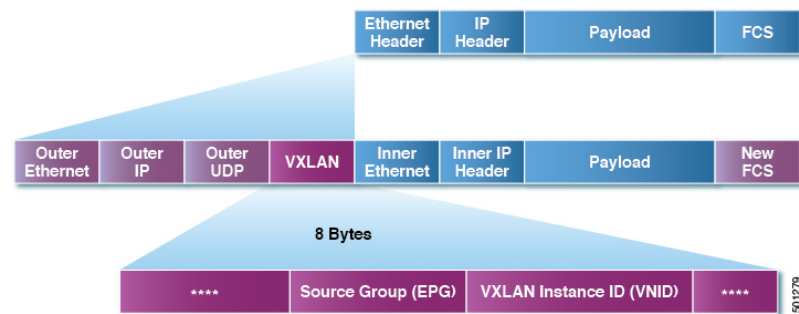 Ethernet Header
IP Header
Payload
FCS
Outer Ethernet
Outer IP
Outer UDP
VXLAN
Inner Ethernet
Inner IP Header
Payload
New FCS
8 Bytes
****
Source Group (EPG)
VXLAN Instance ID (VNID)
****
501279